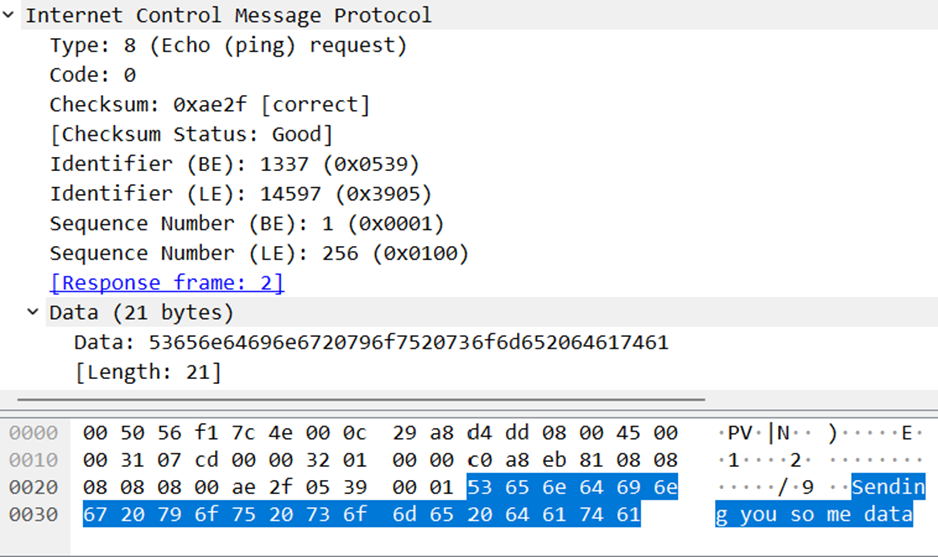 Internet Control Message Protocol
Type: 8 (Echo (ping) request)
Code: 0
Checksum: 0xae2f [correct]
[Checksum Status: Good]
Identifier (BE): 1337 (0x0539)
Identifier (LE): 14597 (0x3905)
Sequence Number (BE): 1 (0x0001)
Sequence Number (LE): 256 (0x0100)
[Response frame: 2]
Data (21 bytes)
Data: 53656e64696e6720796f7520736f6d652064617461
[Length: 21]
0000 00 50 56 f1 7c 4e 00 0c 29 a8 d4 dd 08 00 45 00 ·PV·|N·· )·····E·
0010 00 31 07 cd 00 00 32 01 00 00 c0 a8 eb 81 08 08 ·1····2· ········
0020 08 08 08 00 ae 2f 05 39 00 01 53 65 6e 64 69 6e ·····/·9 ··Sendin
0030 67 20 79 6f 75 20 73 6f 6d 65 20 64 61 74 61 g you so me data